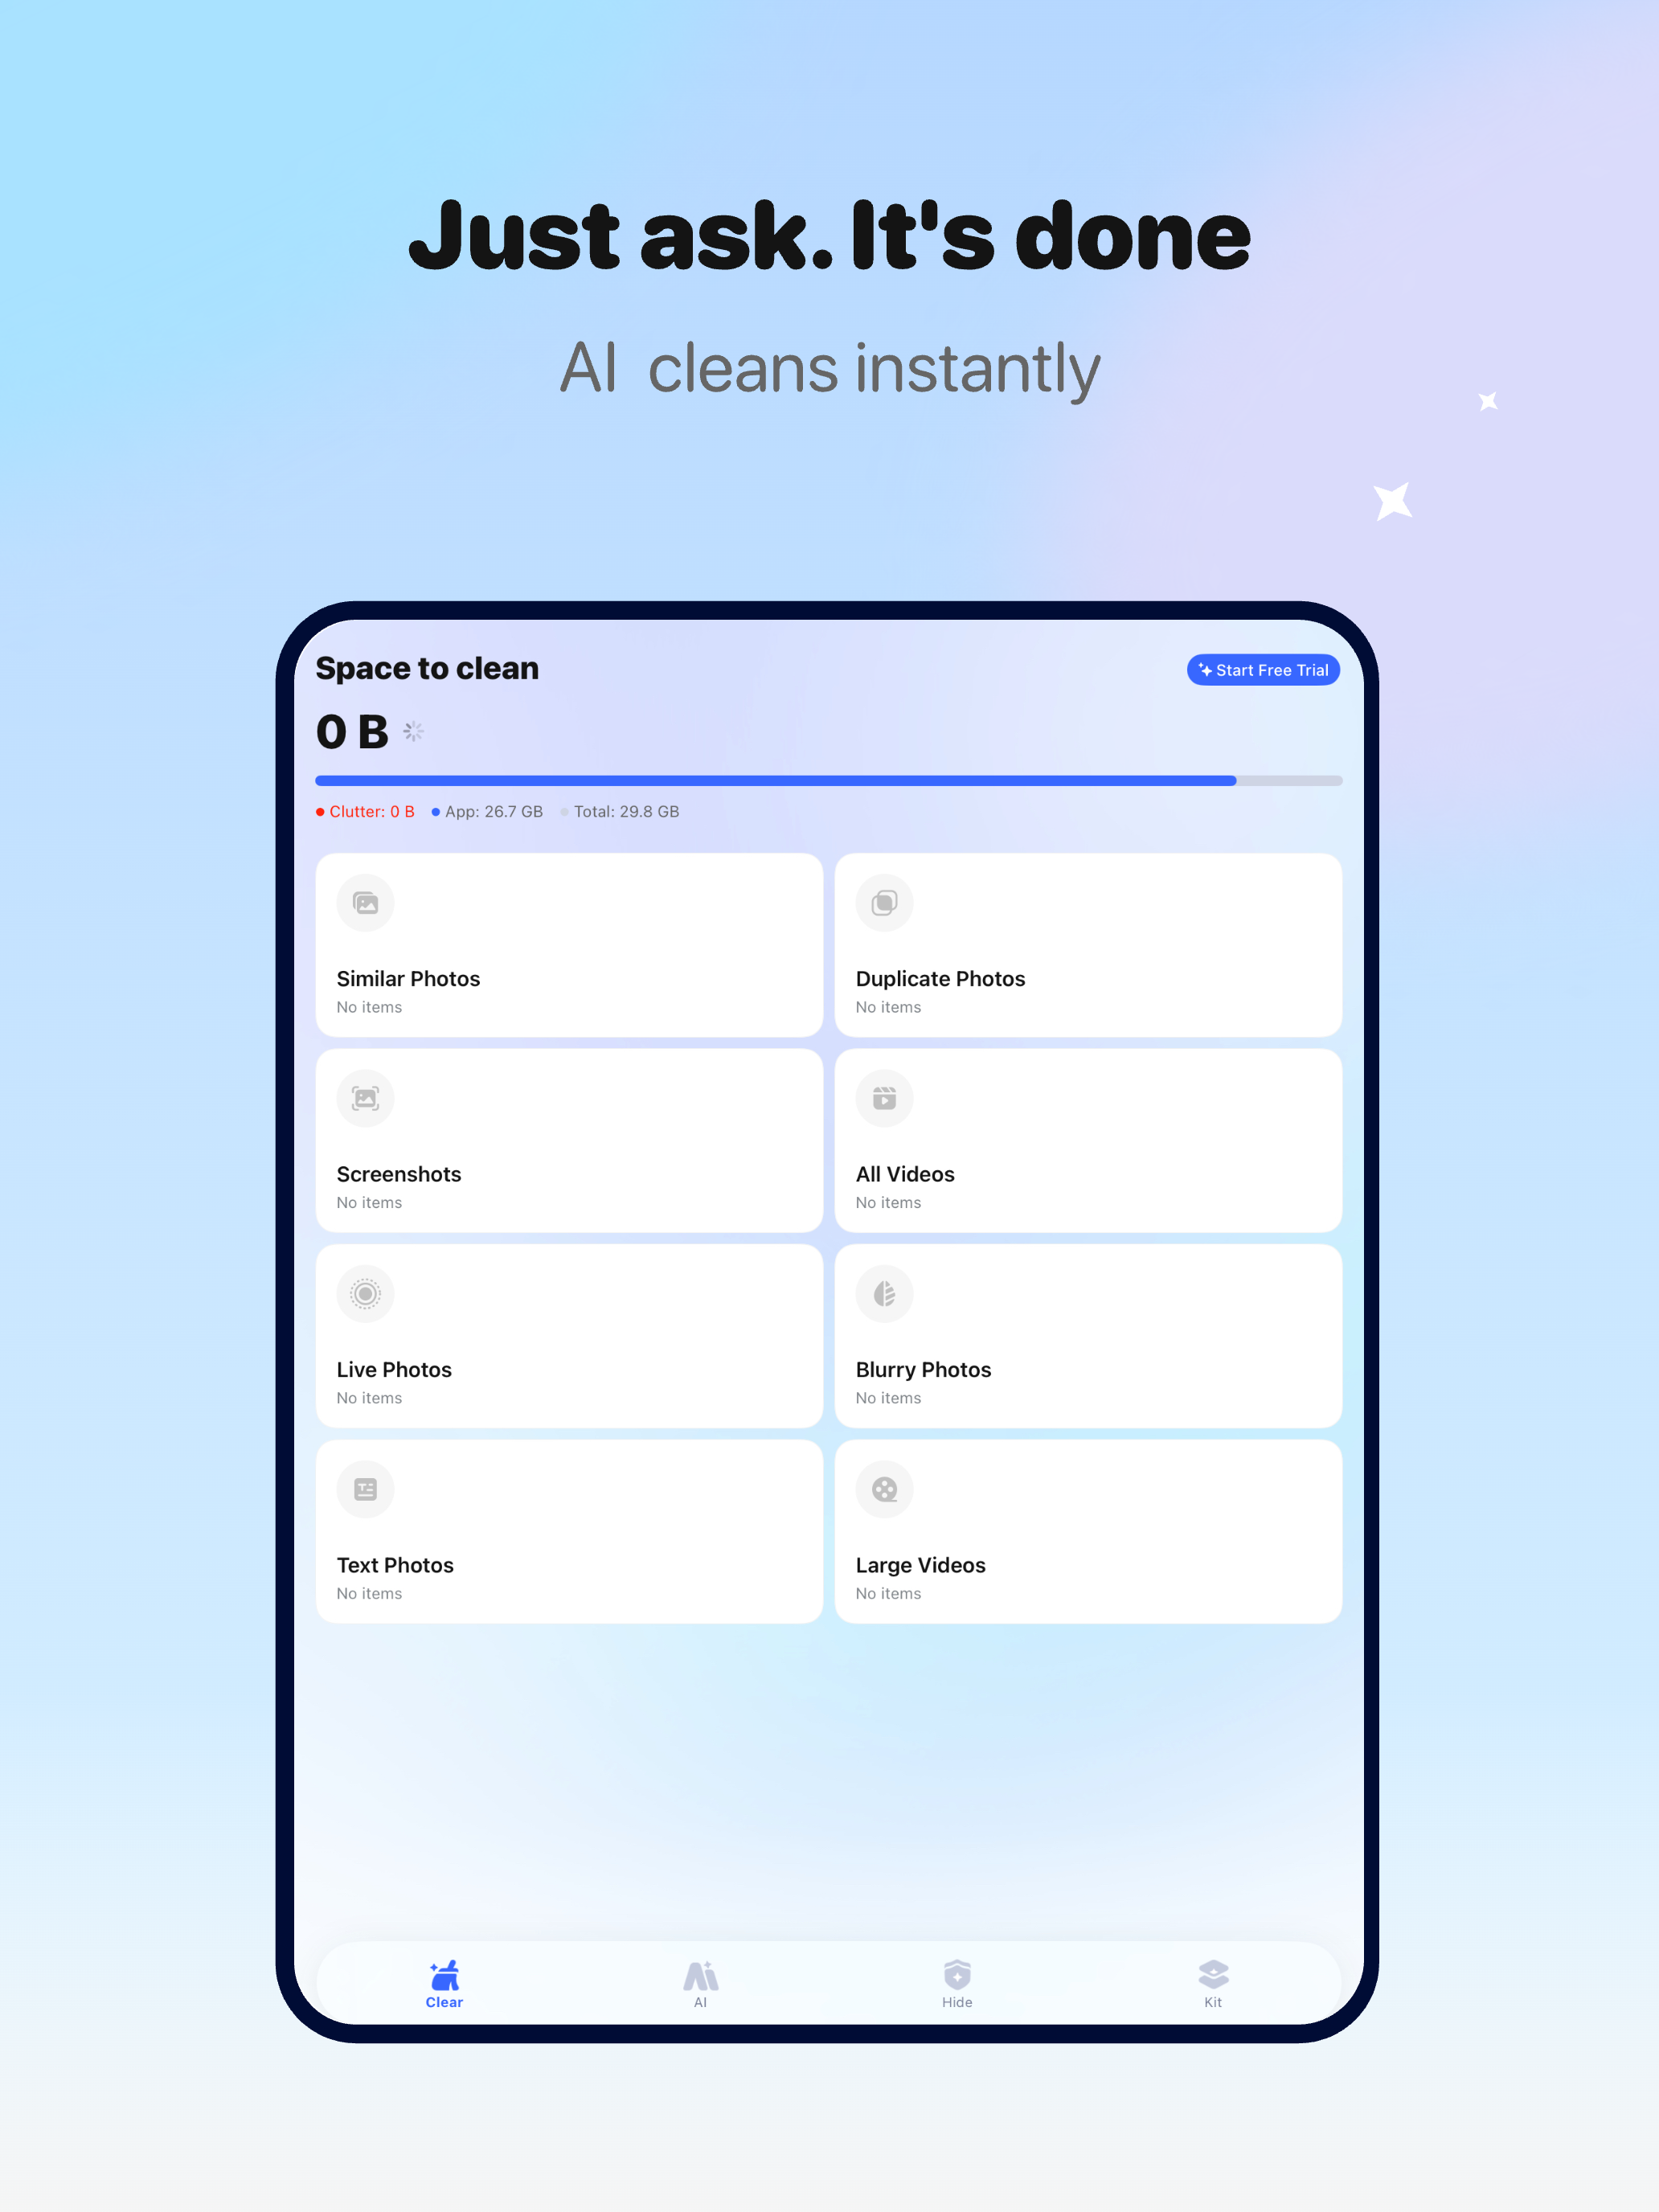 Just ask. It's done
AI cleans instantly
Space to clean
Start Free Trial
0 B
Clutter: 0 B App: 26.7 GB Total: 29.8 GB
Similar Photos
No items
Duplicate Photos
No items
Screenshots
No items
All Videos
No items
Live Photos
No items
Blurry Photos
No items
Text Photos
No items
Large Videos
No items
Clear
AI
Hide
Kit